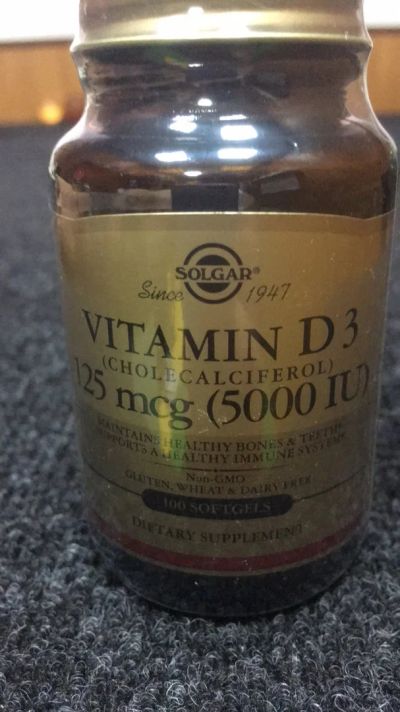 SOLGAR®
Since 1947
VITAMIN D3
(CHOLECALCIFEROL)
125 mcg (5000 IU)
MAINTAINS HEALTHY BONES & TEETH
SUPPORTS A HEALTHY IMMUNE SYSTEM
Non-GMO
GLUTEN, WHEAT & DAIRY FREE
100 SOFTGELS
DIETARY SUPPLEMENT